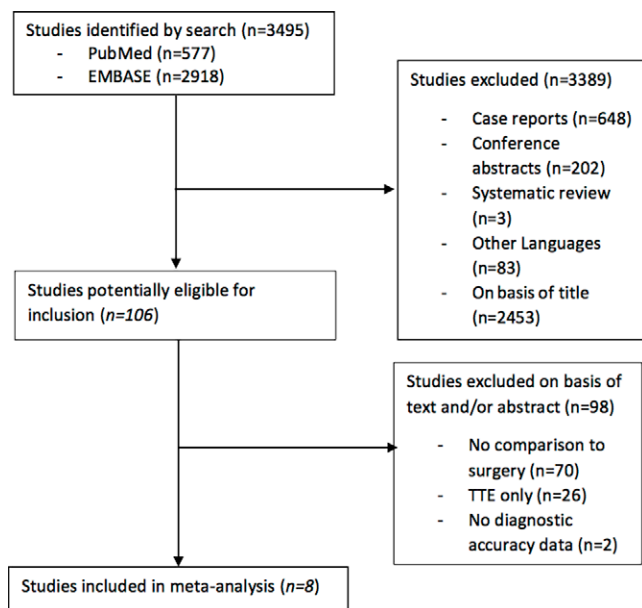 Studies identified by search (n=3495)
- PubMed (n=577)
- EMBASE (n=2918)
Studies excluded (n=3389)
- Case reports (n=648)
- Conference
abstracts (n=202)
- Systematic review
(n=3)
- Other Languages
(n=83)
- On basis of title
(n=2453)
Studies potentially eligible for
inclusion (n=106)
Studies excluded on basis of
text and/or abstract (n=98)
- No comparison to
surgery (n=70)
- TTE only (n=26)
- No diagnostic
accuracy data (n=2)
Studies included in meta-analysis (n=8)